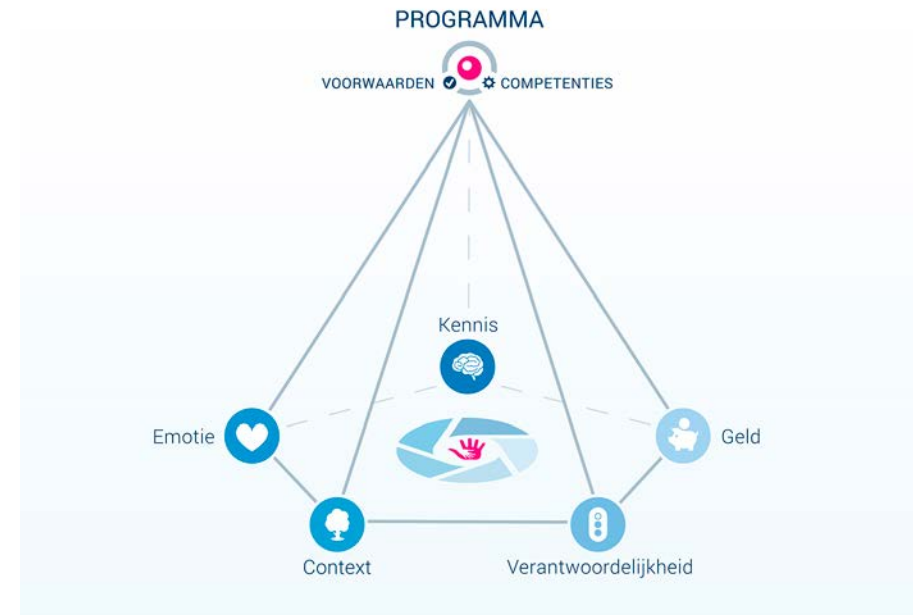 PROGRAMMA
VOORWAARDEN COMPETENTIES
Kennis
Emotie
Geld
Context
Verantwoordelijkheid